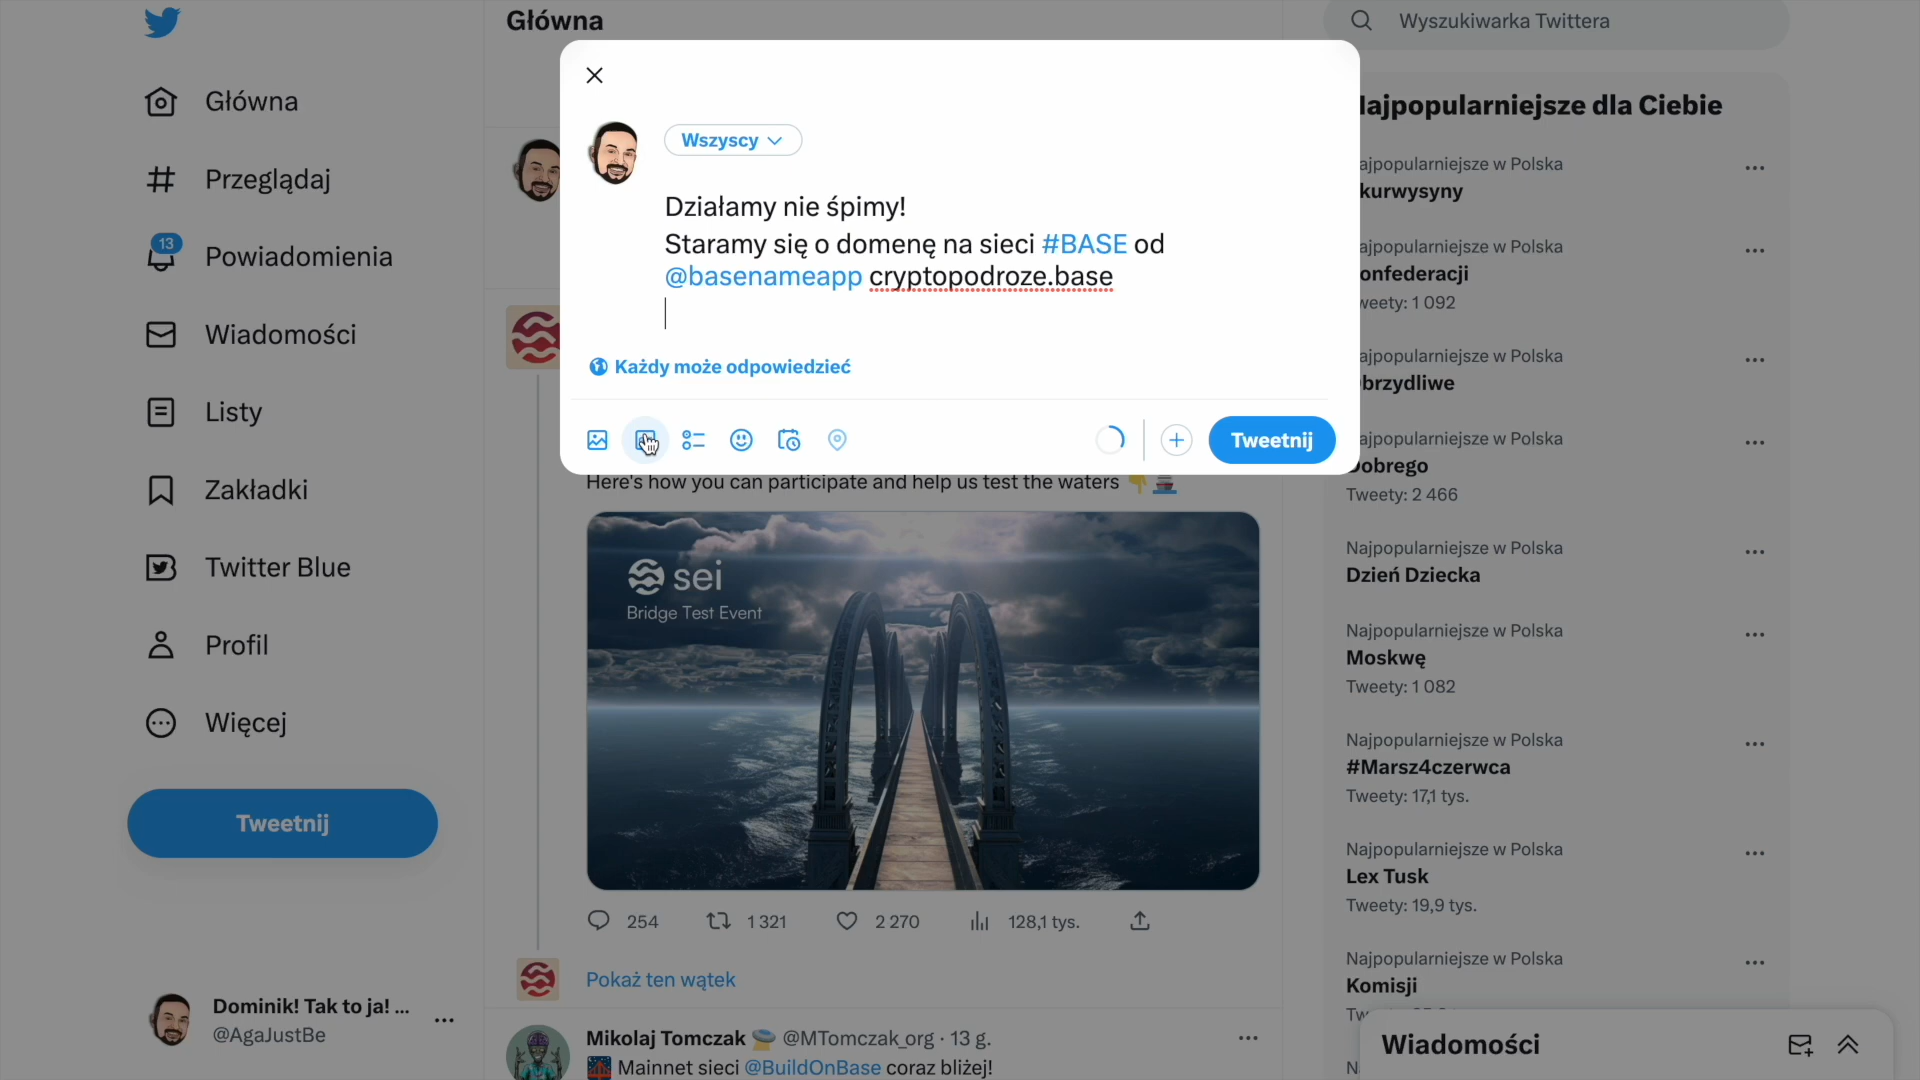 Główna
Przeglądaj
13
Powiadomienia
Wiadomości
Listy
Zakładki
Twitter Blue
Profil
Więcej
Tweetnij
Dominik! Tak to ja! ...
@AgaJustBe
Główna
Wszyscy
Działamy nie śpimy!
Staramy się o domenę na sieci #BASE od
@basenameapp cryptopodroze.base
Każdy może odpowiedzieć
Tweetnij
Here's how you can participate and help us test the waters
sei
Bridge Test Event
254
1 321
2 270
128,1 tys.
Pokaż ten wątek
Mikolaj Tomczak @MTomczak_org · 13 g.
Mainnet sieci @BuildOnBase coraz bliżej!
Wyszukiwarka Twittera
ajpopularniejsze dla Ciebie
ajpopularniejsze w Polska
kurwysyny
ajpopularniejsze w Polska
onfederacji
weety: 1 092
ajpopularniejsze w Polska
brzydliwe
ajpopularniejsze w Polska
Dobrego
Tweety: 2 466
Najpopularniejsze w Polska
Dzień Dziecka
Najpopularniejsze w Polska
Moskwę
Tweety: 1 082
Najpopularniejsze w Polska
#Marsz4czerwca
Tweety: 17,1 tys.
Najpopularniejsze w Polska
Lex Tusk
Tweety: 19,9 tys.
Najpopularniejsze w Polska
Komisji
Wiadomości